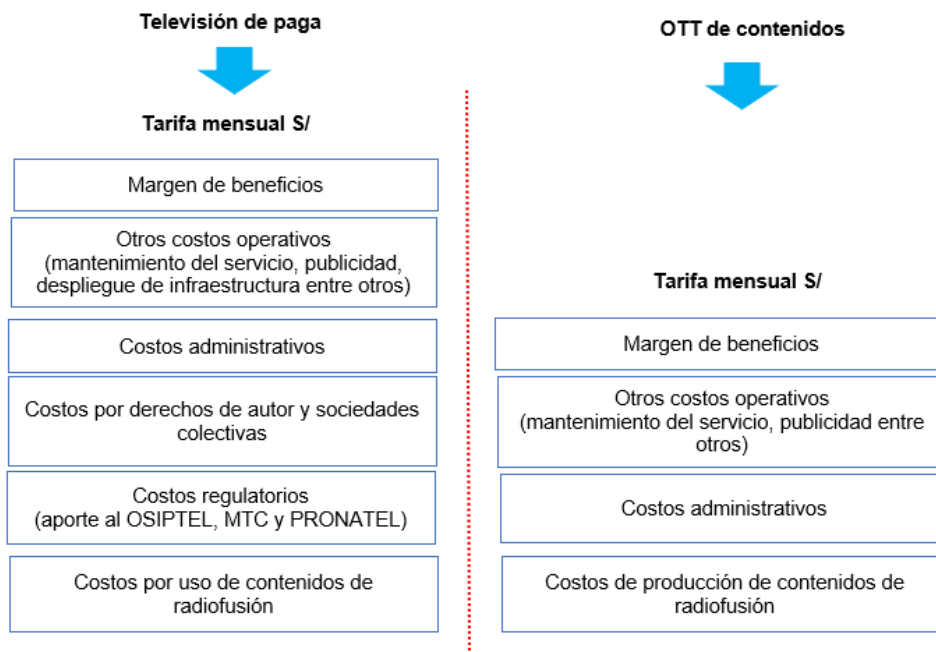 Televisión de paga
Tarifa mensual S/
Margen de beneficios
Otros costos operativos
(mantenimiento del servicio, publicidad,
despliegue de infraestructura entre otros)
Costos administrativos
Costos por derechos de autor y sociedades
colectivas
Costos regulatorios
(aporte al OSIPTEL, MTC y PRONATEL)
Costos por uso de contenidos de
radiofusión
OTT de contenidos
Tarifa mensual S/
Margen de beneficios
Otros costos operativos
(mantenimiento del servicio, publicidad entre
otros)
Costos administrativos
Costos de producción de contenidos de
radiofusión